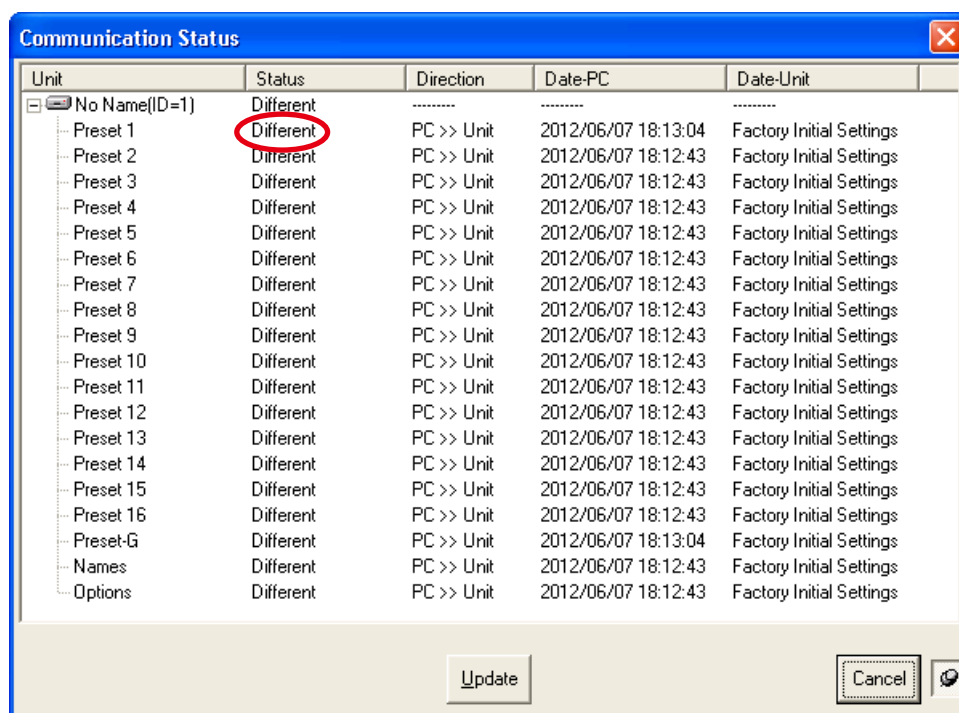 Communication Status
Unit Status Direction Date-PC Date-Unit
No Name(ID=1) Different --------- --------- ---------
Preset 1 Different PC >> Unit 2012/06/07 18:13:04 Factory Initial Settings
Preset 2 Different PC >> Unit 2012/06/07 18:12:43 Factory Initial Settings
Preset 3 Different PC >> Unit 2012/06/07 18:12:43 Factory Initial Settings
Preset 4 Different PC >> Unit 2012/06/07 18:12:43 Factory Initial Settings
Preset 5 Different PC >> Unit 2012/06/07 18:12:43 Factory Initial Settings
Preset 6 Different PC >> Unit 2012/06/07 18:12:43 Factory Initial Settings
Preset 7 Different PC >> Unit 2012/06/07 18:12:43 Factory Initial Settings
Preset 8 Different PC >> Unit 2012/06/07 18:12:43 Factory Initial Settings
Preset 9 Different PC >> Unit 2012/06/07 18:12:43 Factory Initial Settings
Preset 10 Different PC >> Unit 2012/06/07 18:12:43 Factory Initial Settings
Preset 11 Different PC >> Unit 2012/06/07 18:12:43 Factory Initial Settings
Preset 12 Different PC >> Unit 2012/06/07 18:12:43 Factory Initial Settings
Preset 13 Different PC >> Unit 2012/06/07 18:12:43 Factory Initial Settings
Preset 14 Different PC >> Unit 2012/06/07 18:12:43 Factory Initial Settings
Preset 15 Different PC >> Unit 2012/06/07 18:12:43 Factory Initial Settings
Preset 16 Different PC >> Unit 2012/06/07 18:12:43 Factory Initial Settings
Preset-G Different PC >> Unit 2012/06/07 18:13:04 Factory Initial Settings
Names Different PC >> Unit 2012/06/07 18:12:43 Factory Initial Settings
Options Different PC >> Unit 2012/06/07 18:12:43 Factory Initial Settings
Update Cancel